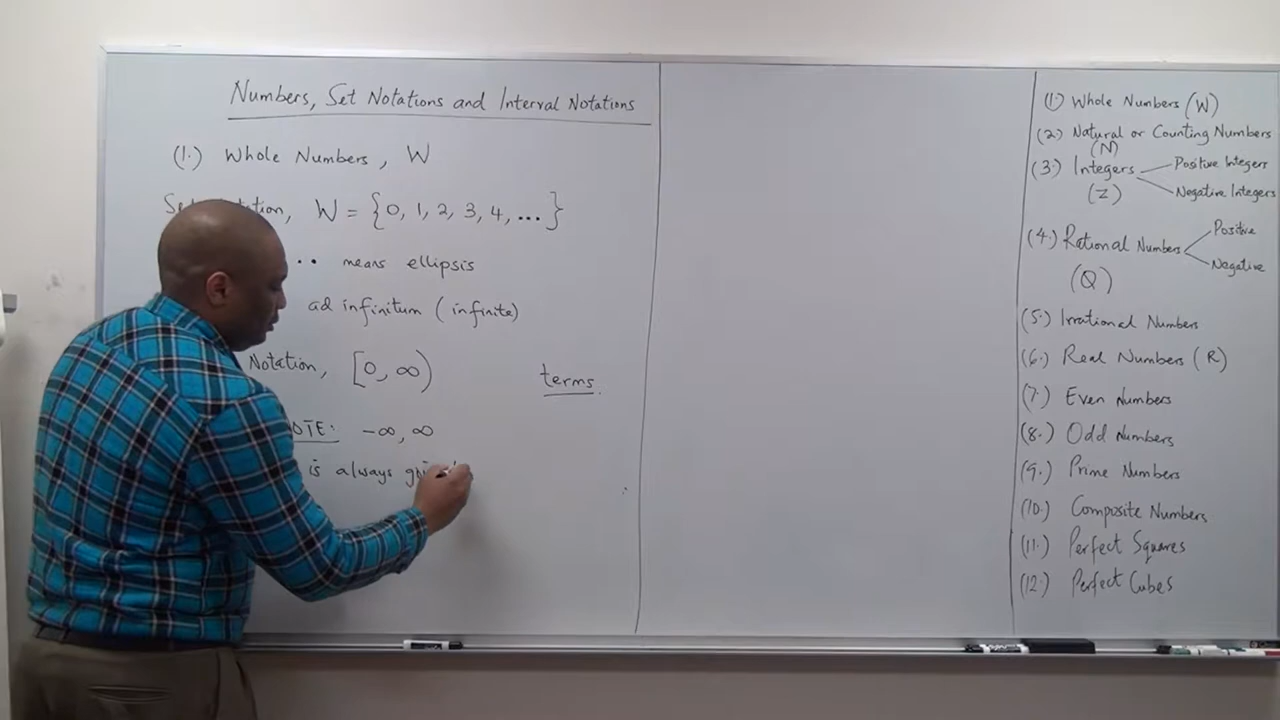 Numbers, Set Notations and Interval Notations
(1.) Whole Numbers, W
W = {0, 1, 2, 3, 4, ...}
means ellipsis
ad infinitum (infinite)
Notation, [0, ∞)
terms
-∞, ∞
is always
(1.) Whole Numbers (W)
(2.) Natural or Counting Numbers
(N)
(3.) Integers
Positive Integers
Negative Integers
(Z)
(4.) Rational Numbers
Positive
Negative
(Q)
(5.) Irrational Numbers
(6.) Real Numbers (R)
(7.) Even Numbers
(8.) Odd Numbers
(9.) Prime Numbers
(10.) Composite Numbers
(11.) Perfect Squares
(12.) Perfect Cubes